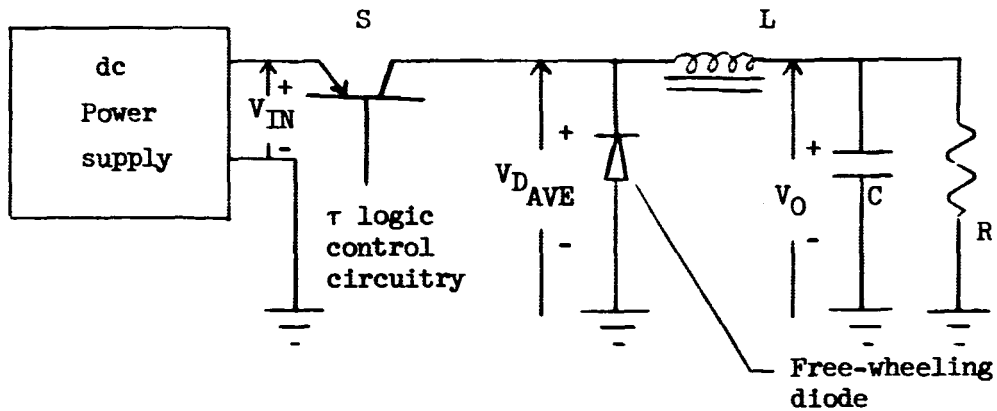 S
L
dc
Power
supply
+
V_IN
-
τ logic
control
circuitry
+
V_D_AVE
-
+
V_O
-
C
R
Free-wheeling
diode